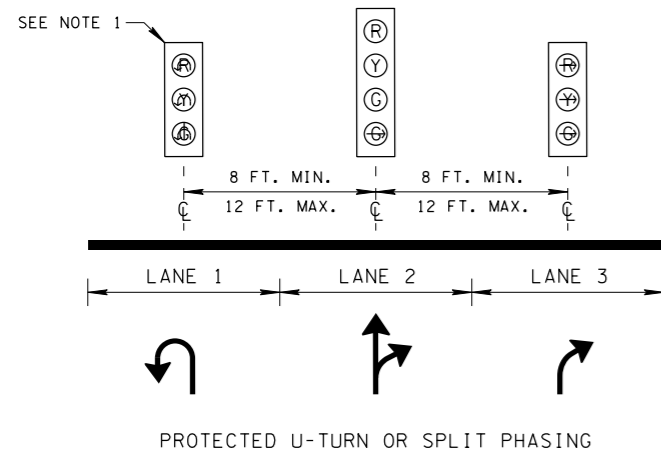 SEE NOTE 1
R
Y
G
R
Y
G
G
R
Y
G
8 FT. MIN.
12 FT. MAX.
8 FT. MIN.
12 FT. MAX.
℄ ℄ ℄
LANE 1
LANE 2
LANE 3
PROTECTED U-TURN OR SPLIT PHASING